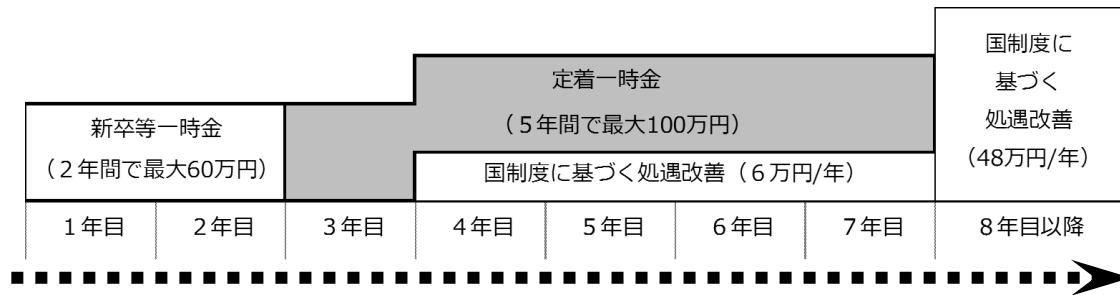 新卒等一時金
（２年間で最大60万円）
定着一時金
（５年間で最大100万円）
国制度に基づく処遇改善（６万円/年）
国制度に
基づく
処遇改善
（48万円/年）
１年目
２年目
３年目
４年目
５年目
６年目
７年目
８年目以降